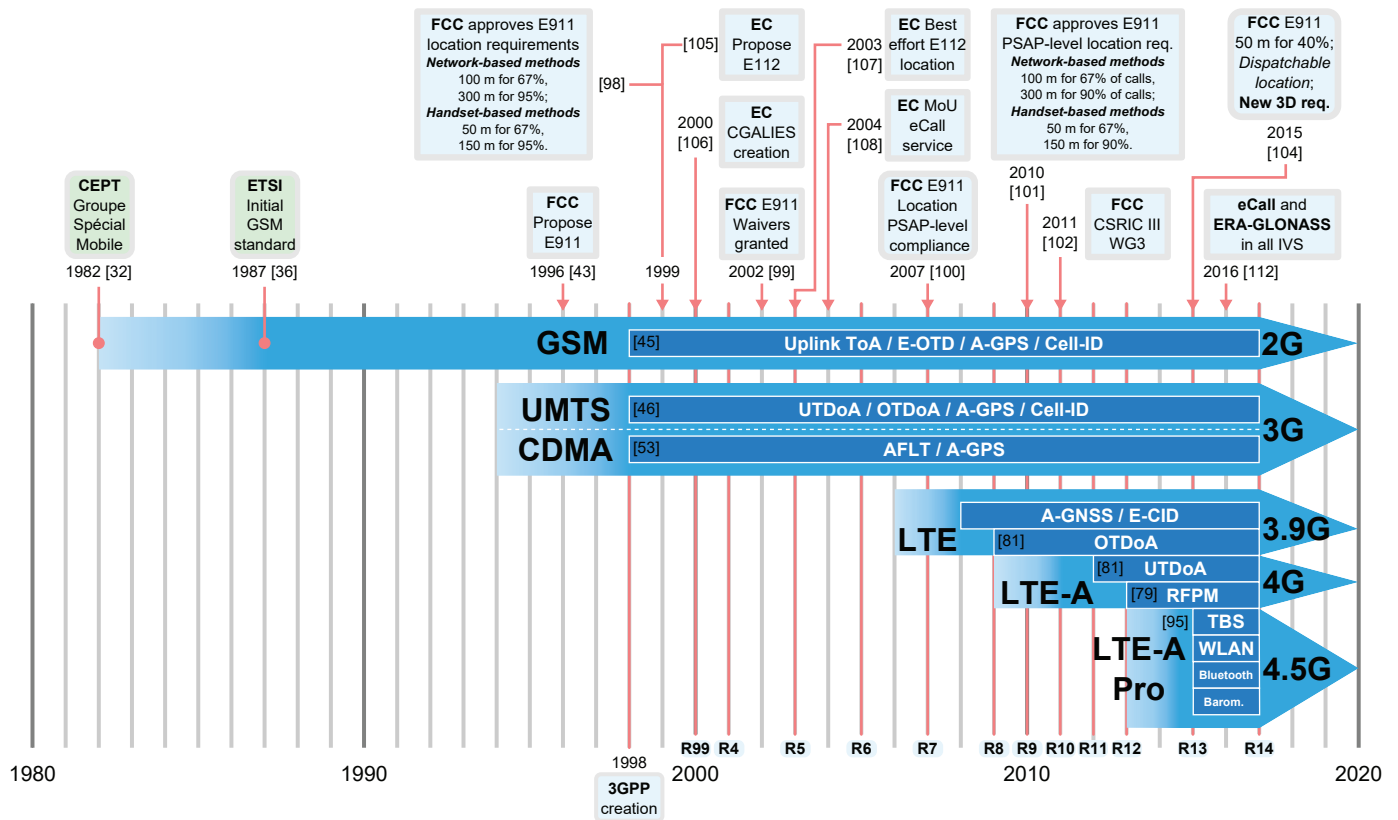 FCC approves E911
location requirements
Network-based methods
100 m for 67%,
300 m for 95%;
Handset-based methods
50 m for 67%,
150 m for 95%.
[98]
[105]
EC
Propose
E112
2000
[106]
EC
CGALIES
creation
2003
[107]
EC Best
effort E112
location
2004
[108]
EC MoU
eCall
service
FCC approves E911
PSAP-level location req.
Network-based methods
100 m for 67% of calls,
300 m for 90% of calls;
Handset-based methods
50 m for 67%,
150 m for 90%.
FCC E911
50 m for 40%;
Dispatchable
location;
New 3D req.
2015
[104]
CEPT
Groupe
Spécial
Mobile
1982 [32]
ETSI
Initial
GSM
standard
1987 [36]
FCC
Propose
E911
1996 [43]
1999
FCC E911
Waivers
granted
2002 [99]
FCC E911
Location
PSAP-level
compliance
2007 [100]
2010
[101]
2011
[102]
FCC
CSRIC III
WG3
eCall and
ERA-GLONASS
in all IVS
2016 [112]
GSM
[45]
Uplink ToA / E-OTD / A-GPS / Cell-ID
2G
UMTS
[46]
UTDoA / OTDoA / A-GPS / Cell-ID
3G
CDMA
[53]
AFLT / A-GPS
LTE
A-GNSS / E-CID
3.9G
[81]
OTDoA
LTE-A
[81]
UTDoA
4G
[79]
RFPM
LTE-A
Pro
[95]
TBS
WLAN
Bluetooth
Barom.
4.5G
R99
R4
R5
R6
R7
R8
R9
R10
R11
R12
R13
R14
1980
1990
1998
2000
2010
2020
3GPP
creation